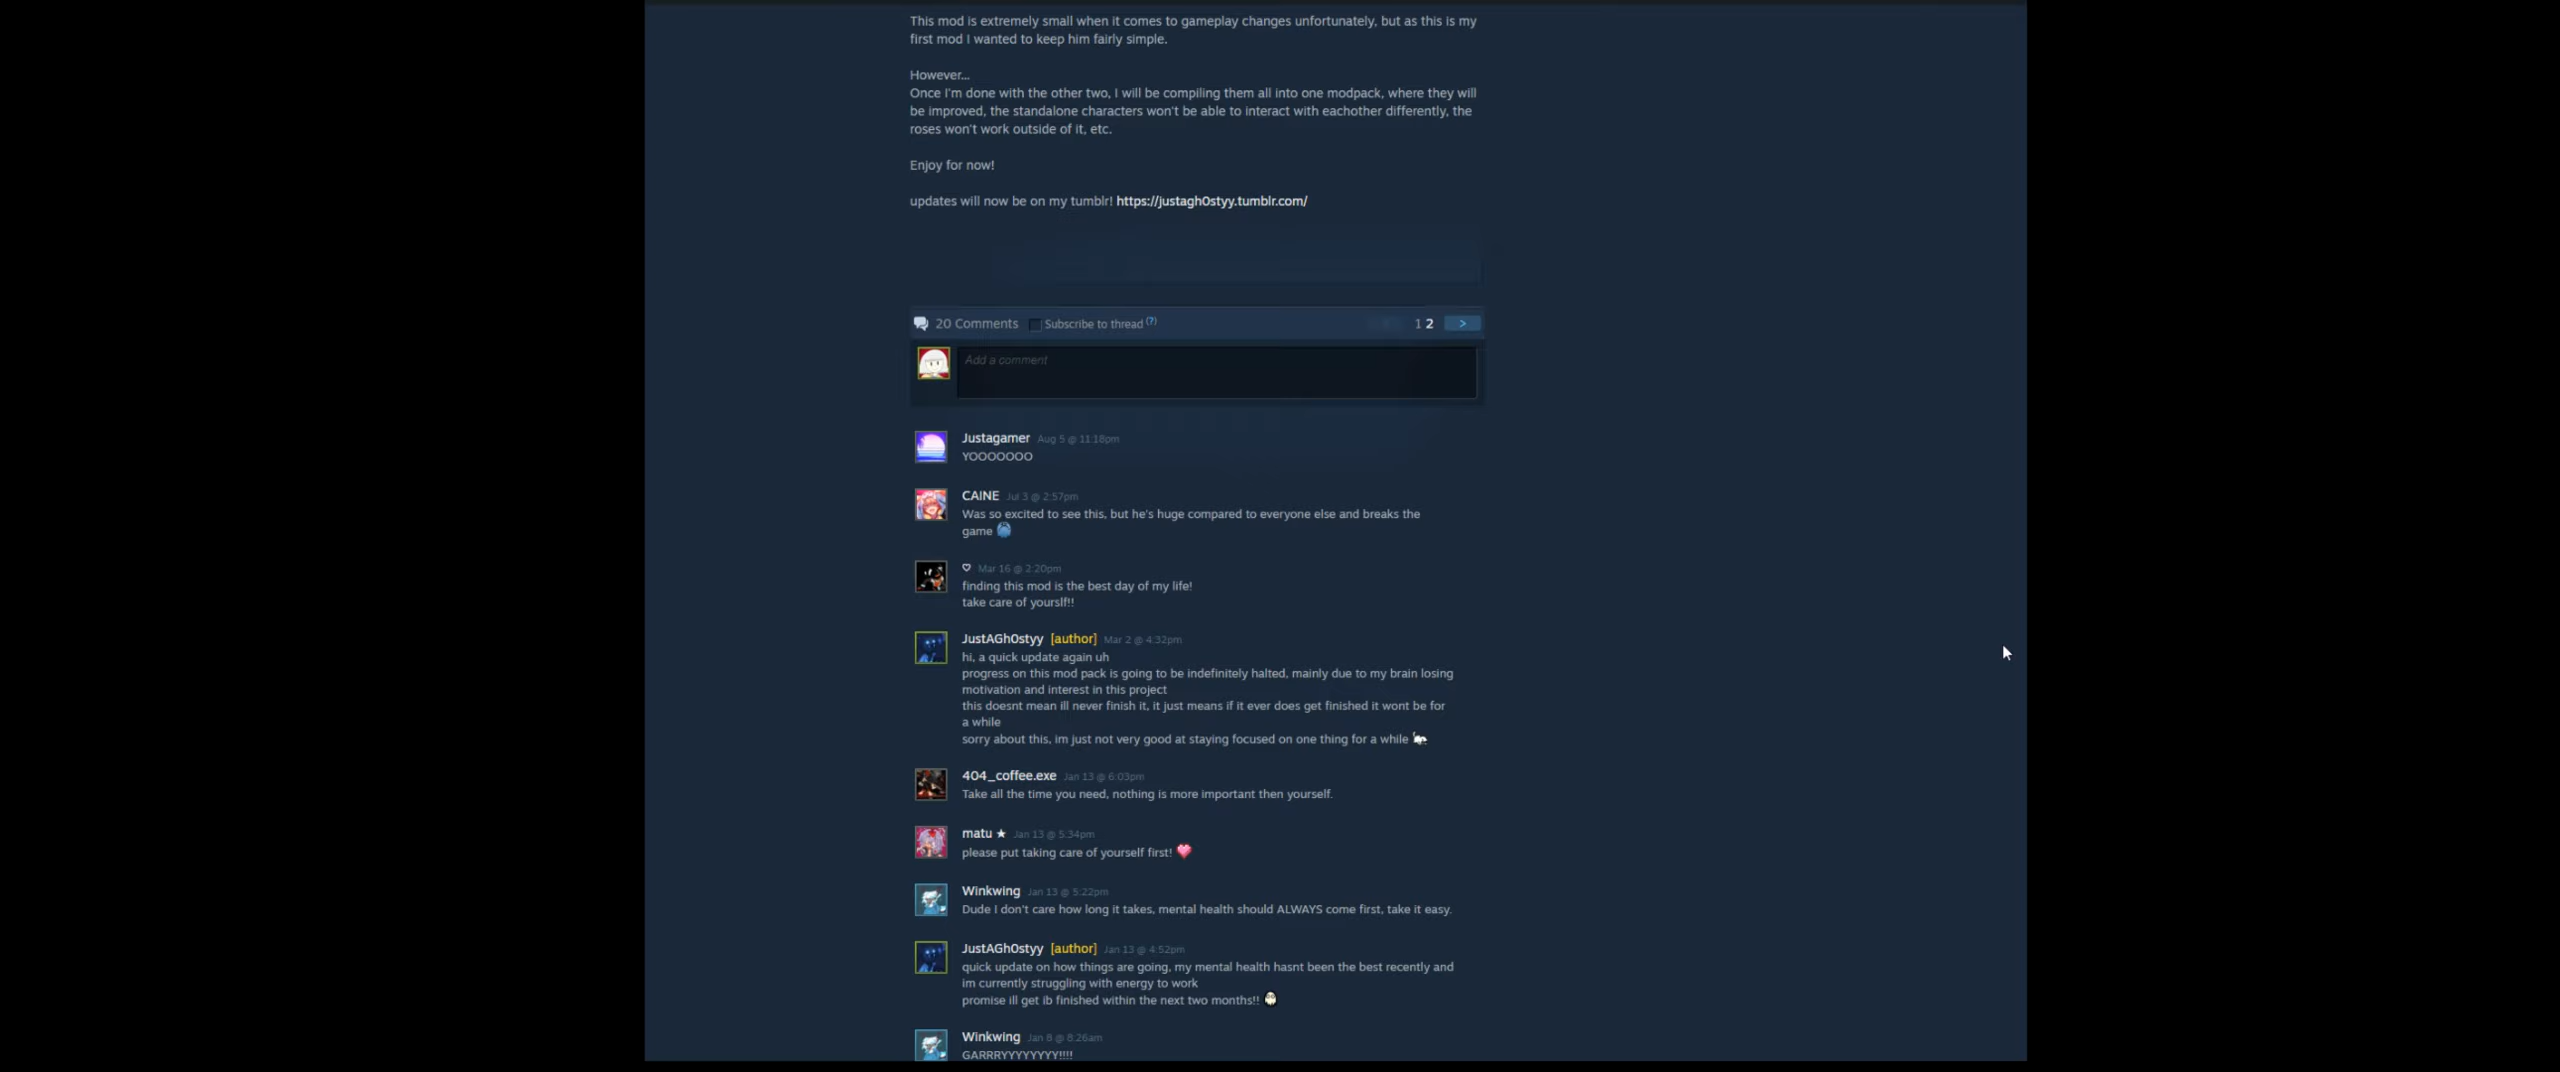 This mod is extremely small when it comes to gameplay changes unfortunately, but as this is my
first mod I wanted to keep him fairly simple.
However...
Once I'm done with the other two, I will be compiling them all into one modpack, where they will
be improved, the standalone characters won't be able to interact with eachother differently, the
roses won't work outside of it, etc.
Enjoy for now!
updates will now be on my tumblr! https://justagh0styy.tumblr.com/
20 Comments Subscribe to thread (?) 1 2 >
Add a comment
Justagamer Aug 5 @ 11:18pm
YOOOOOOO
CAINE Jul 3 @ 2:57pm
Was so excited to see this, but he's huge compared to everyone else and breaks the
game
♡ Mar 16 @ 2:20pm
finding this mod is the best day of my life!
take care of yourslf!!
JustAGh0styy [author] Mar 2 @ 4:32pm
hi, a quick update again uh
progress on this mod pack is going to be indefinitely halted, mainly due to my brain losing
motivation and interest in this project
this doesnt mean ill never finish it, it just means if it ever does get finished it wont be for
a while
sorry about this, im just not very good at staying focused on one thing for a while
404_coffee.exe Jan 13 @ 6:03pm
Take all the time you need, nothing is more important then yourself.
matu ★ Jan 13 @ 5:34pm
please put taking care of yourself first!
Winkwing Jan 13 @ 5:22pm
Dude I don't care how long it takes, mental health should ALWAYS come first, take it easy.
JustAGh0styy [author] Jan 13 @ 4:52pm
quick update on how things are going, my mental health hasnt been the best recently and
im currently struggling with energy to work
promise ill get ib finished within the next two months!!
Winkwing Jan 8 @ 8:26am
GARRRYYYYYYYY!!!!